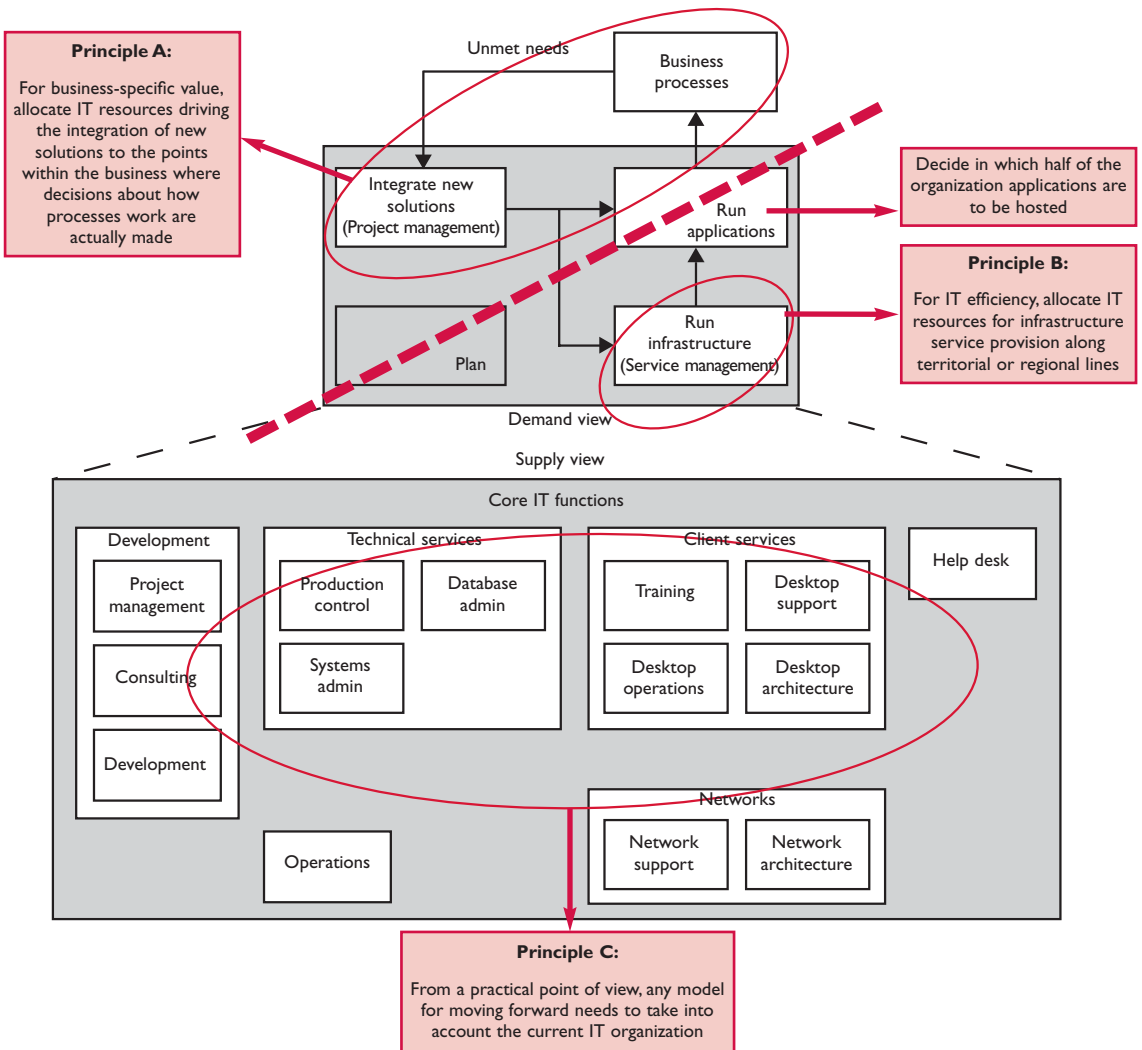 Principle A:
For business-specific value,
allocate IT resources driving
the integration of new
solutions to the points
within the business where
decisions about how
processes work are
actually made
Unmet needs
Business
processes
Integrate new
solutions
(Project management)
Run
applications
Decide in which half of the
organization applications are
to be hosted
Principle B:
For IT efficiency, allocate IT
resources for infrastructure
service provision along
territorial or regional lines
Plan
Run
infrastructure
(Service management)
Demand view
Supply view
Core IT functions
Development
Project
management
Consulting
Development
Technical services
Production
control
Database
admin
Systems
admin
Client services
Training
Desktop
support
Desktop
operations
Desktop
architecture
Help desk
Operations
Networks
Network
support
Network
architecture
Principle C:
From a practical point of view, any model
for moving forward needs to take into
account the current IT organization